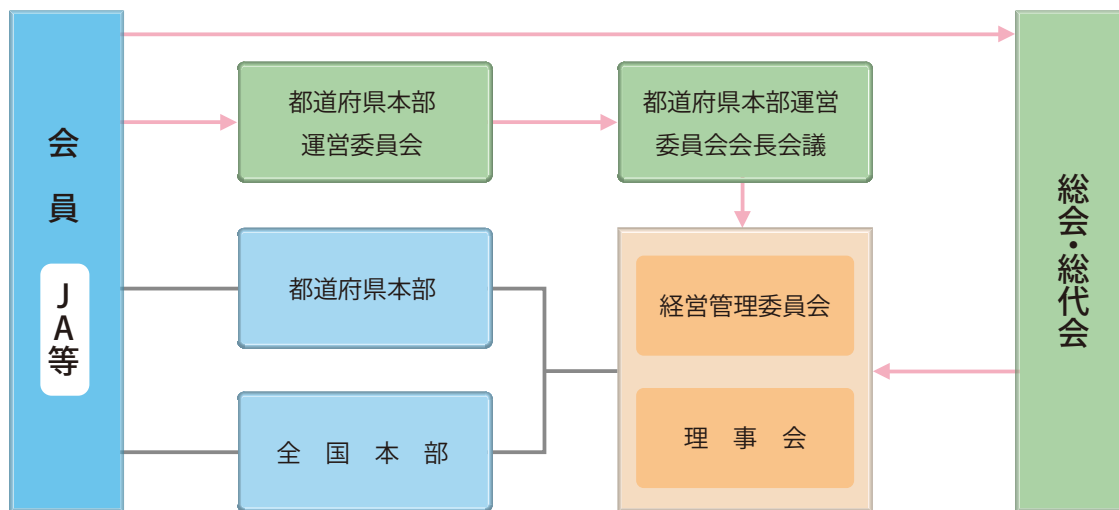 会員
JA等
都道府県本部
運営委員会
都道府県本部運営
委員会会長会議
都道府県本部
全国本部
経営管理委員会
理事会
総会・総代会